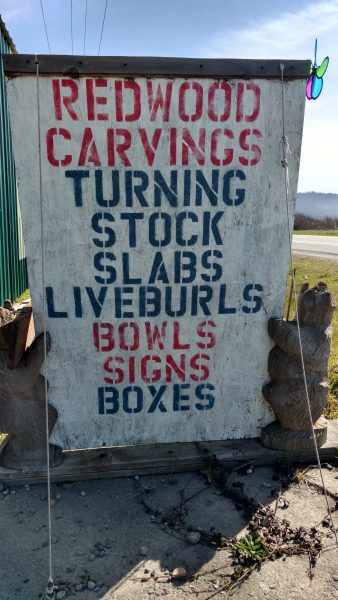 REDWOOD
CARVINGS
TURNING
STOCK
SLABS
LIVEBURLS
BOWLS
SIGNS
BOXES